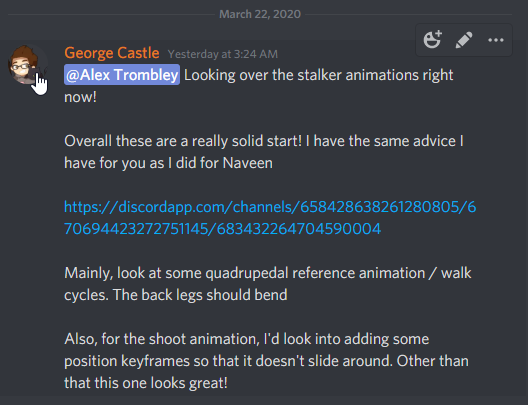 March 22, 2020
George Castle Yesterday at 3:24 AM
@Alex Trombley Looking over the stalker animations right
now!
Overall these are a really solid start! I have the same advice I
have for you as I did for Naveen
https://discordapp.com/channels/658428638261280805/6
70694423272751145/683432264704590004
Mainly, look at some quadrupedal reference animation / walk
cycles. The back legs should bend
Also, for the shoot animation, I'd look into adding some
position keyframes so that it doesn't slide around. Other than
that this one looks great!